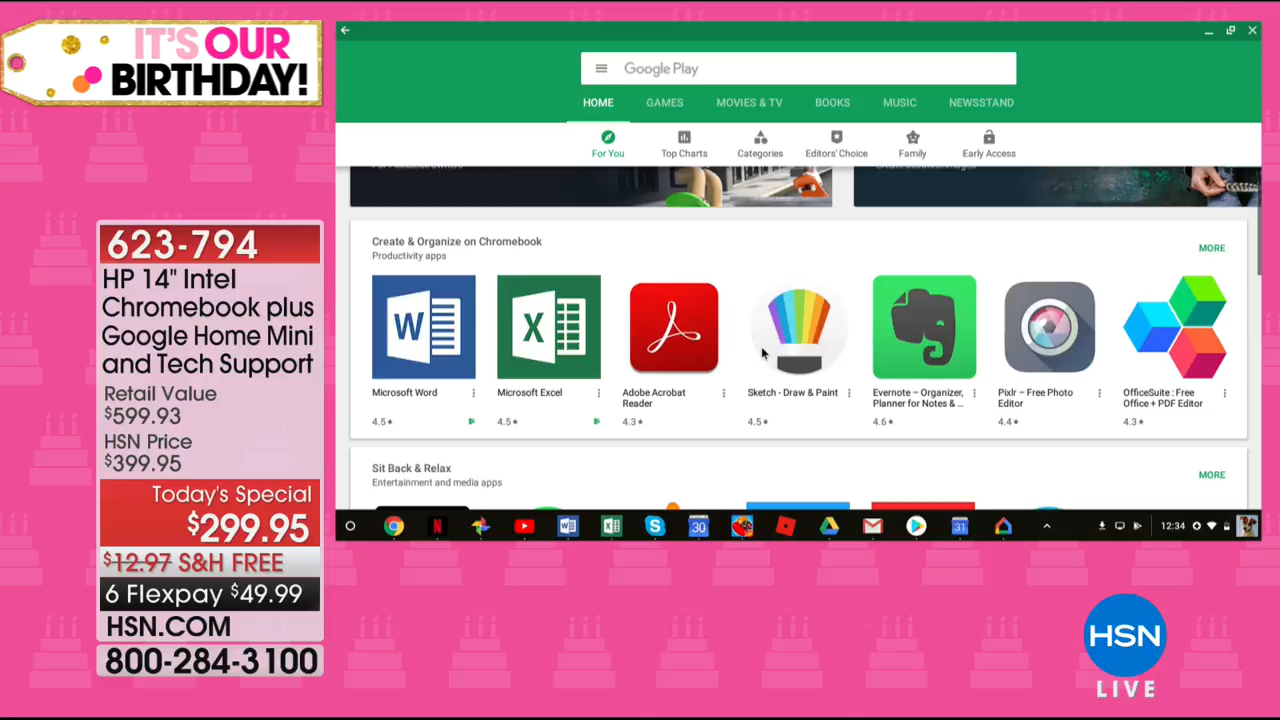 IT'S OUR
BIRTHDAY!
623-794
HP 14" Intel
Chromebook plus
Google Home Mini
and Tech Support
Retail Value
$599.93
HSN Price
$399.95
Today's Special
$299.95
$12.97 S&H FREE
6 Flexpay $49.99
HSN.COM
800-284-3100
Google Play
HOME GAMES MOVIES & TV BOOKS MUSIC NEWSSTAND
For You Top Charts Categories Editors' Choice Family Early Access
Create & Organize on Chromebook
MORE
Productivity apps
W X
Microsoft Word Microsoft Excel Adobe Acrobat Sketch - Draw & Paint Evernote – Organizer, Pixlr – Free Photo OfficeSuite : Free
Reader Planner for Notes & ... Editor Office + PDF Editor
4.5★ 4.5★ 4.3★ 4.5★ 4.6★ 4.4★ 4.3★
Sit Back & Relax
MORE
Entertainment and media apps
N W X S 30 31 12:34
HSN
LIVE